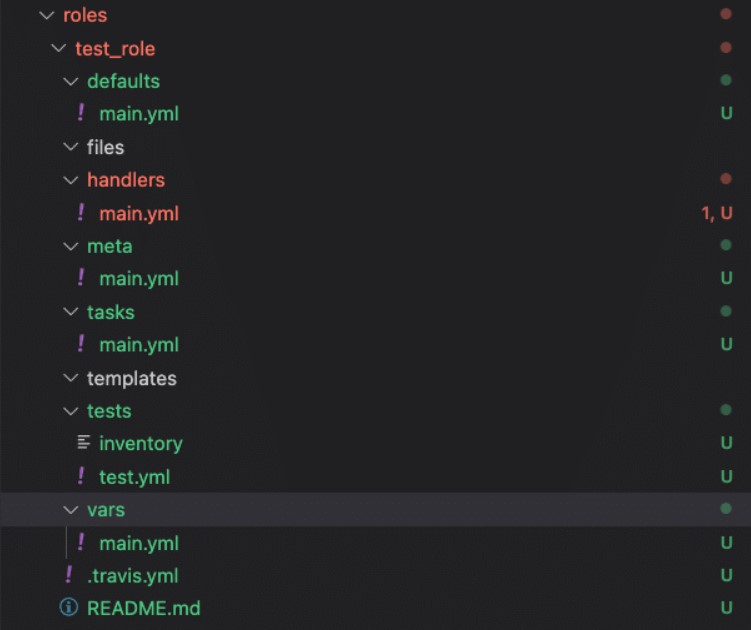 roles
test_role
defaults
! main.yml U
files
handlers
! main.yml 1, U
meta
! main.yml U
tasks
! main.yml U
templates
tests
inventory U
! test.yml U
vars
! main.yml U
! .travis.yml U
README.md U